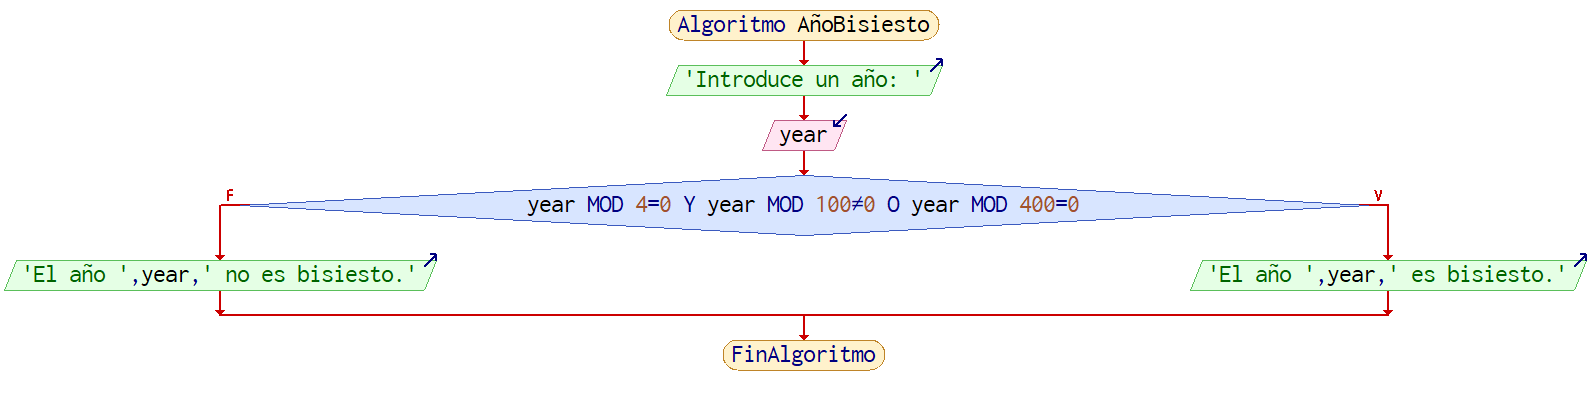 Algoritmo AñoBisiesto
'Introduce un año: '
year
F
V
year MOD 4=0 Y year MOD 100≠0 O year MOD 400=0
'El año ',year,' no es bisiesto.'
'El año ',year,' es bisiesto.'
FinAlgoritmo